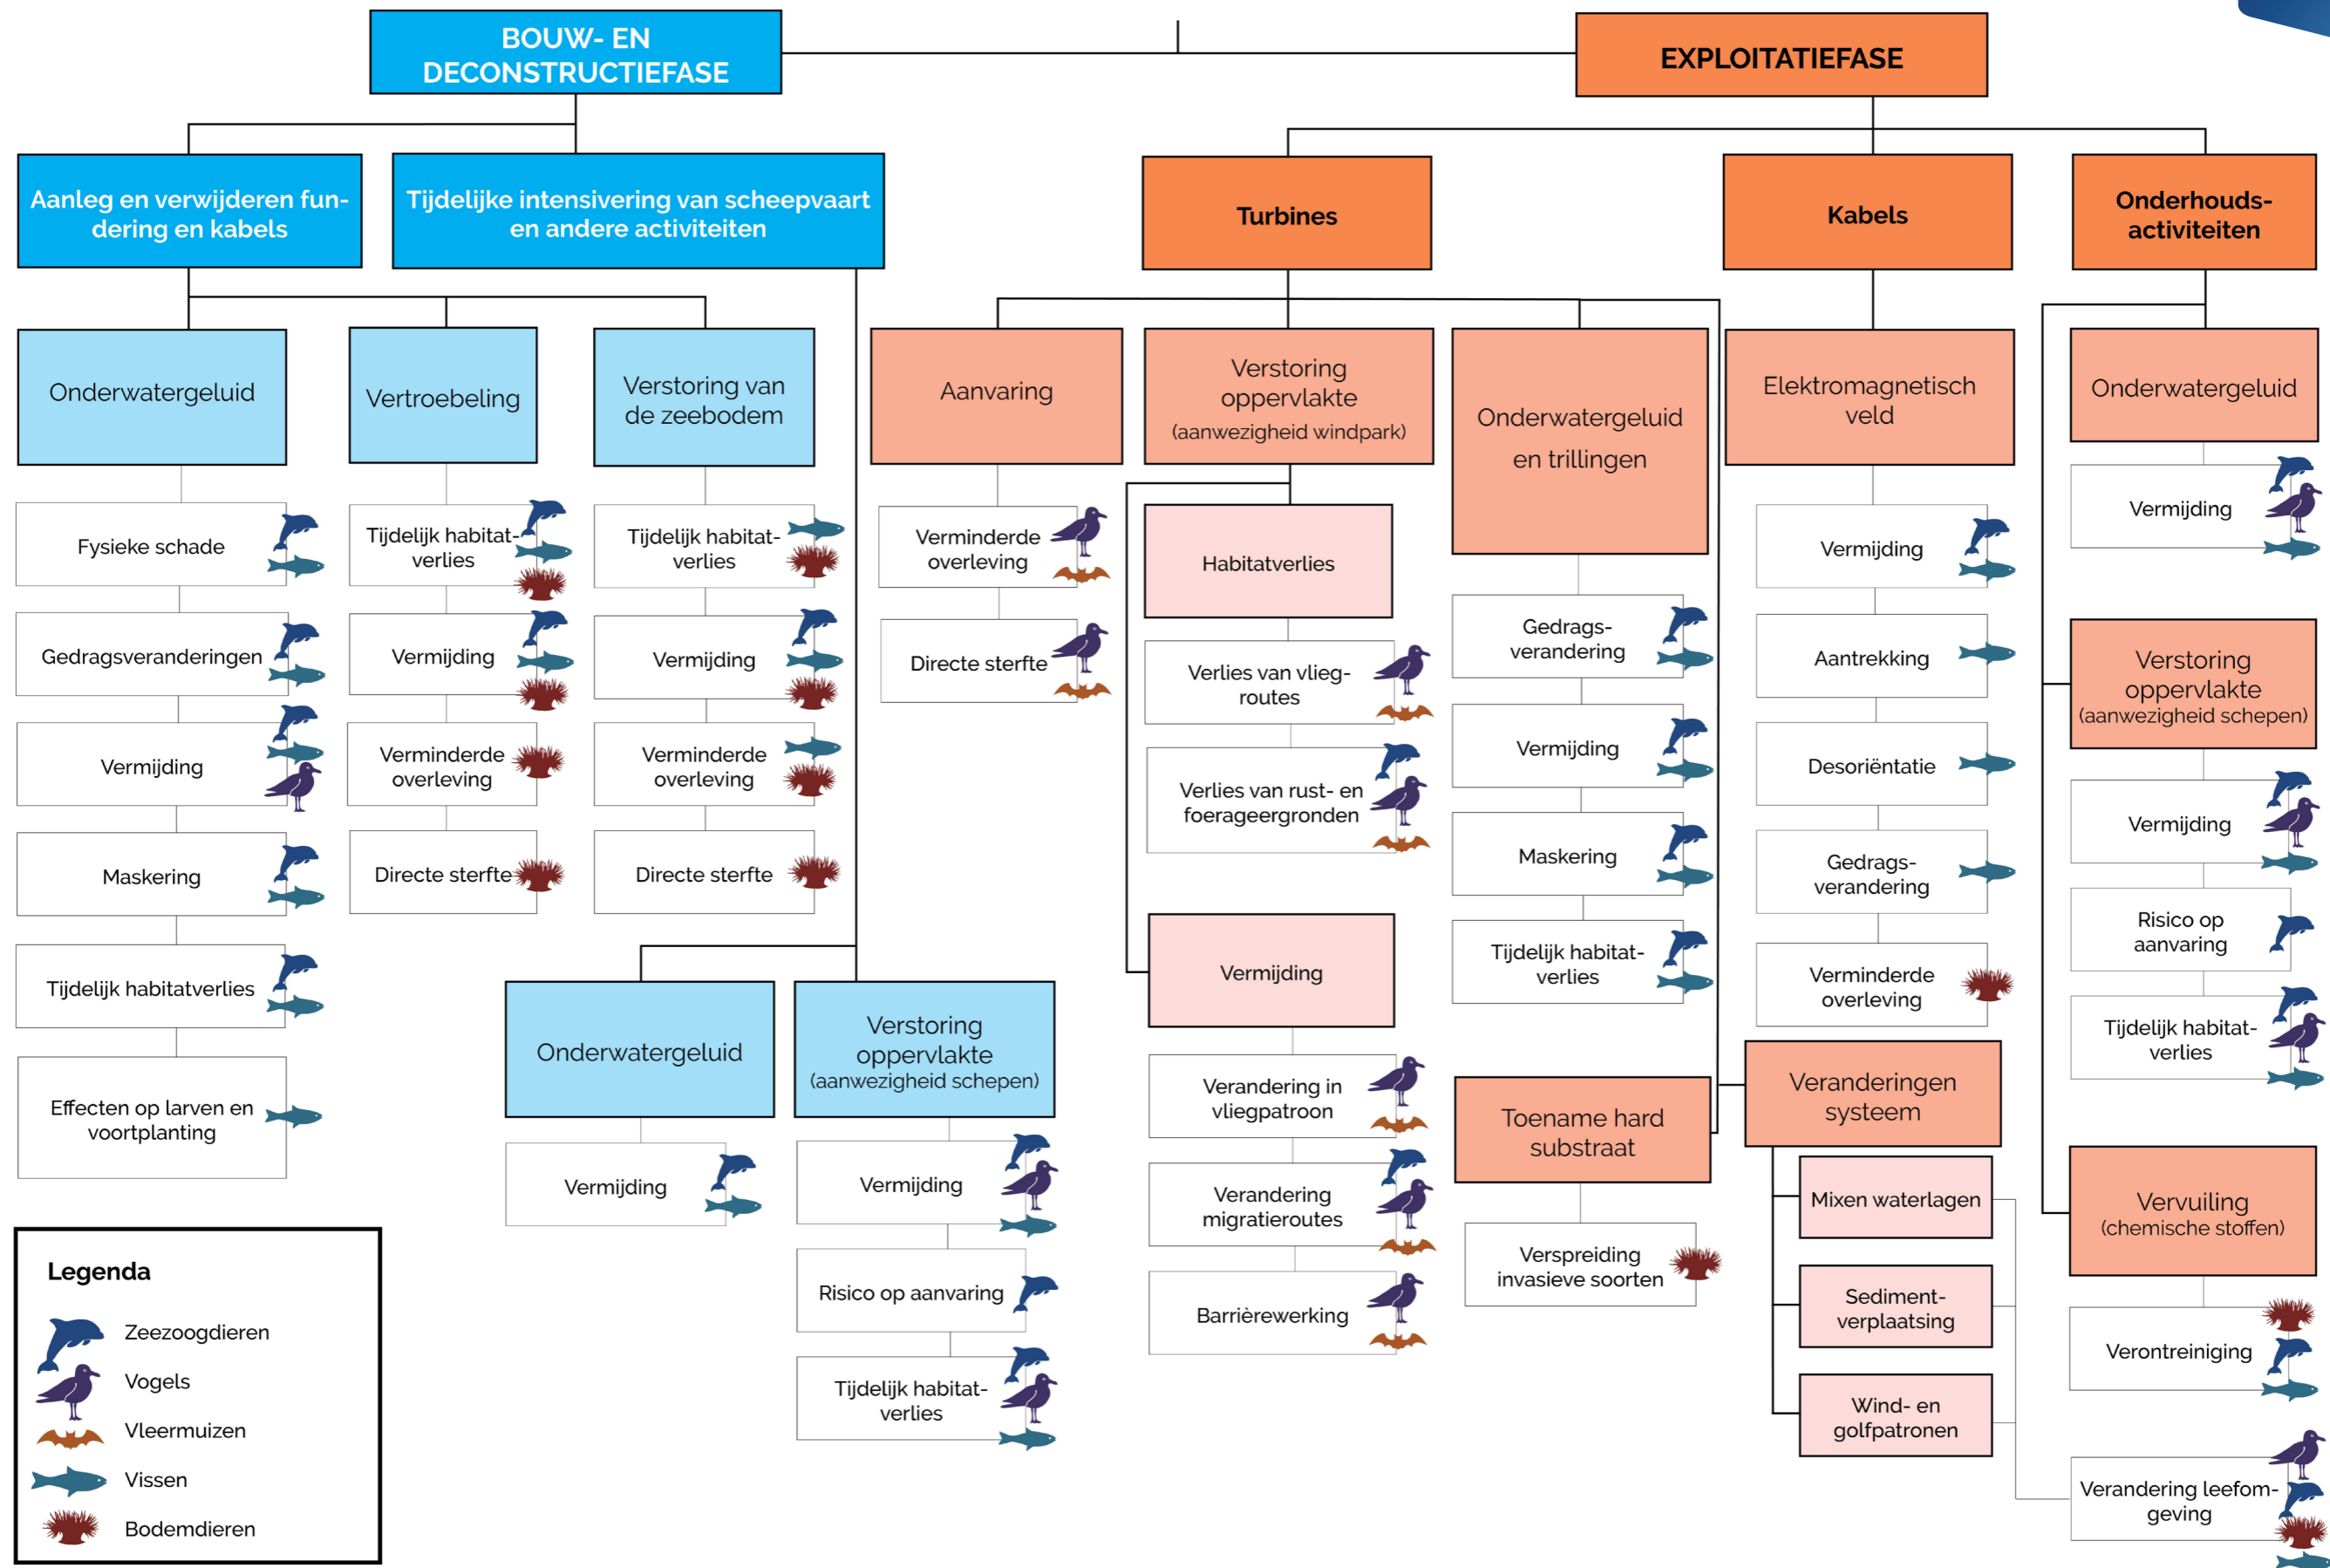 BOUW- EN
DECONSTRUCTIEFASE
EXPLOITATIEFASE
Aanleg en verwijderen fun-
dering en kabels
Tijdelijke intensivering van scheepvaart
en andere activiteiten
Turbines
Kabels
Onderhouds-
activiteiten
Onderwatergeluid
Fysieke schade
Gedragsveranderingen
Vermijding
Maskering
Tijdelijk habitatverlies
Effecten op larven en
voortplanting
Vertroebeling
Tijdelijk habitat-
verlies
Vermijding
Verminderde
overleving
Directe sterfte
Verstoring van
de zeebodem
Tijdelijk habitat-
verlies
Vermijding
Verminderde
overleving
Directe sterfte
Onderwatergeluid
Vermijding
Verstoring
oppervlakte
(aanwezigheid schepen)
Vermijding
Risico op aanvaring
Tijdelijk habitat-
verlies
Aanvaring
Verminderde
overleving
Directe sterfte
Verstoring
oppervlakte
(aanwezigheid windpark)
Habitatverlies
Verlies van vlieg-
routes
Verlies van rust- en
foerageergronden
Vermijding
Verandering in
vliegpatroon
Verandering
migratieroutes
Barrièrewerking
Onderwatergeluid
en trillingen
Gedrags-
verandering
Vermijding
Maskering
Tijdelijk habitat-
verlies
Toename hard
substraat
Verspreiding
invasieve soorten
Elektromagnetisch
veld
Vermijding
Aantrekking
Desoriëntatie
Gedrags-
verandering
Verminderde
overleving
Veranderingen
systeem
Mixen waterlagen
Sediment-
verplaatsing
Wind- en
golfpatronen
Onderwatergeluid
Vermijding
Verstoring
oppervlakte
(aanwezigheid schepen)
Vermijding
Risico op
aanvaring
Tijdelijk habitat-
verlies
Vervuiling
(chemische stoffen)
Verontreiniging
Verandering leefom-
geving
Legenda
Zeezoogdieren
Vogels
Vleermuizen
Vissen
Bodemdieren